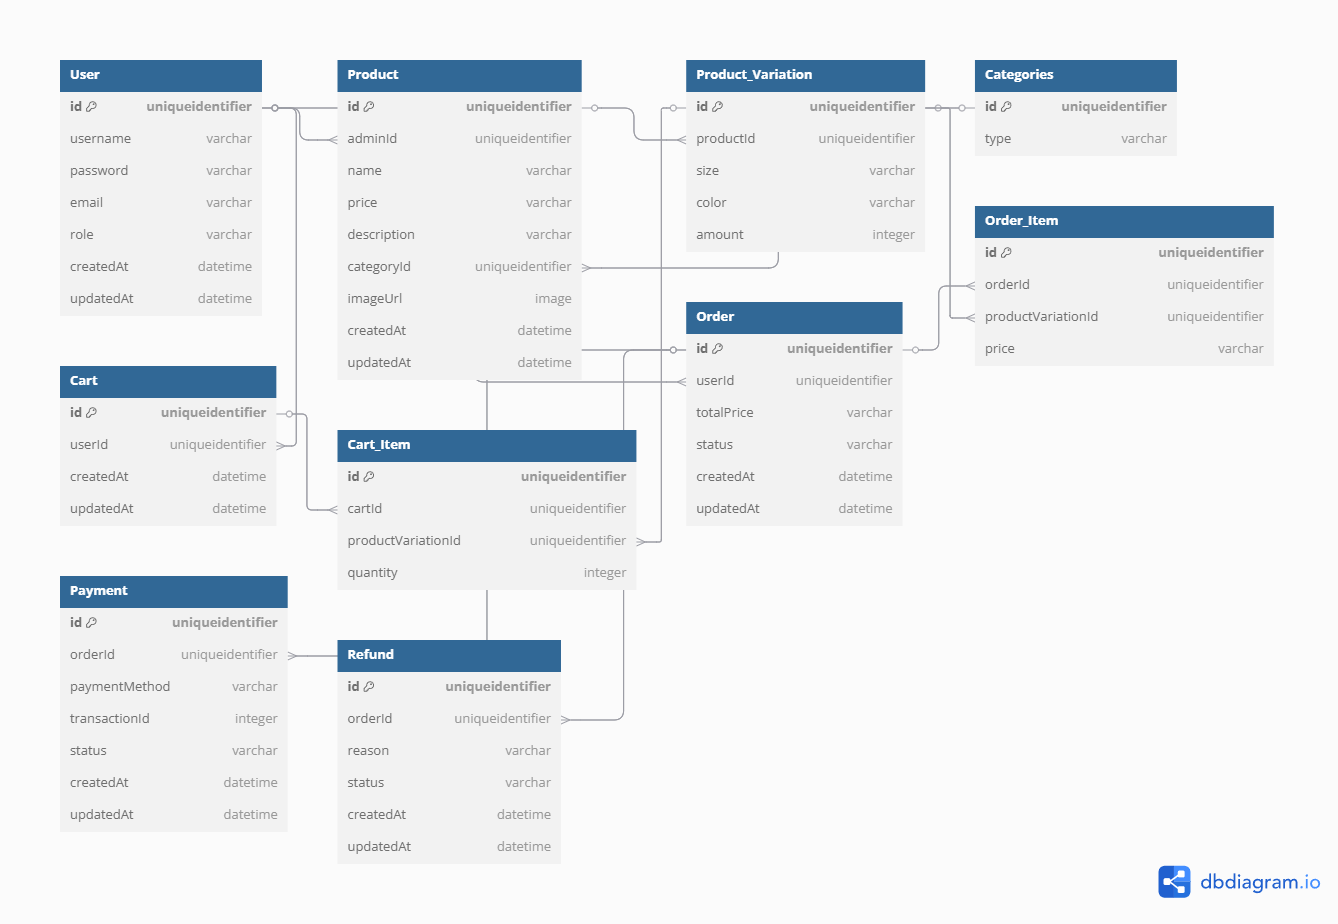 User
id uniqueidentifier
username varchar
password varchar
email varchar
role varchar
createdAt datetime
updatedAt datetime
Product
id uniqueidentifier
adminId uniqueidentifier
name varchar
price varchar
description varchar
categoryId uniqueidentifier
imageUrl image
createdAt datetime
updatedAt datetime
Product_Variation
id uniqueidentifier
productId uniqueidentifier
size varchar
color varchar
amount integer
Categories
id uniqueidentifier
type varchar
Order_Item
id uniqueidentifier
orderId uniqueidentifier
productVariationId uniqueidentifier
price varchar
Order
id uniqueidentifier
userId uniqueidentifier
totalPrice varchar
status varchar
createdAt datetime
updatedAt datetime
Cart
id uniqueidentifier
userId uniqueidentifier
createdAt datetime
updatedAt datetime
Cart_Item
id uniqueidentifier
cartId uniqueidentifier
productVariationId uniqueidentifier
quantity integer
Payment
id uniqueidentifier
orderId uniqueidentifier
paymentMethod varchar
transactionId integer
status varchar
createdAt datetime
updatedAt datetime
Refund
id uniqueidentifier
orderId uniqueidentifier
reason varchar
status varchar
createdAt datetime
updatedAt datetime
dbdiagram.io